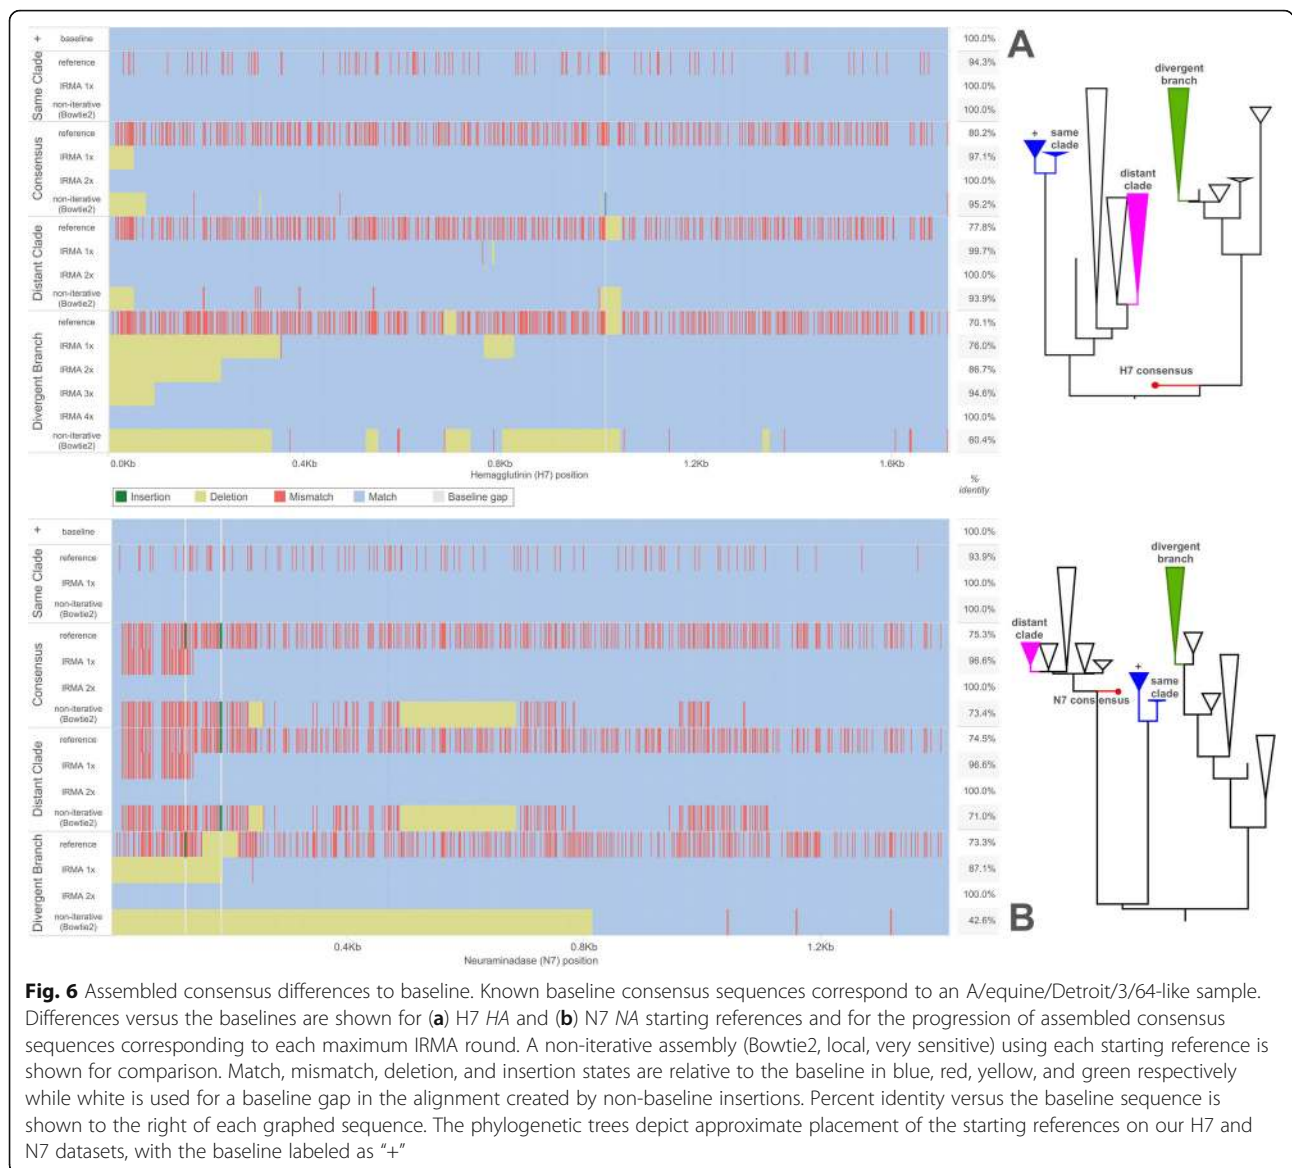 + baseline 100.0%
Same Clade
reference 94.3%
IRMA 1x 100.0%
non-iterative (Bowtie2) 100.0%
Consensus
reference 80.2%
IRMA 1x 97.1%
IRMA 2x 100.0%
non-iterative (Bowtie2) 95.2%
Distant Clade
reference 77.8%
IRMA 1x 99.7%
IRMA 2x 100.0%
non-iterative (Bowtie2) 93.9%
Divergent Branch
reference 70.1%
IRMA 1x 76.0%
IRMA 2x 86.7%
IRMA 3x 94.6%
IRMA 4x 100.0%
non-iterative (Bowtie2) 60.4%
0.0Kb 0.4Kb 0.8Kb 1.2Kb 1.6Kb
Hemagglutinin (H7) position
% identity
Insertion Deletion Mismatch Match Baseline gap
A
divergent branch
+ same clade
distant clade
H7 consensus
+ baseline 100.0%
Same Clade
reference 93.9%
IRMA 1x 100.0%
non-iterative (Bowtie2) 100.0%
Consensus
reference 75.3%
IRMA 1x 96.6%
IRMA 2x 100.0%
non-iterative (Bowtie2) 73.4%
Distant Clade
reference 74.5%
IRMA 1x 96.6%
IRMA 2x 100.0%
non-iterative (Bowtie2) 71.0%
Divergent Branch
reference 73.3%
IRMA 1x 87.1%
IRMA 2x 100.0%
non-iterative (Bowtie2) 42.6%
0.4Kb 0.8Kb 1.2Kb
Neuraminadase (N7) position
B
divergent branch
distant clade
+ same clade
N7 consensus
Fig. 6 Assembled consensus differences to baseline. Known baseline consensus sequences correspond to an A/equine/Detroit/3/64-like sample.
Differences versus the baselines are shown for (a) H7 HA and (b) N7 NA starting references and for the progression of assembled consensus
sequences corresponding to each maximum IRMA round. A non-iterative assembly (Bowtie2, local, very sensitive) using each starting reference is
shown for comparison. Match, mismatch, deletion, and insertion states are relative to the baseline in blue, red, yellow, and green respectively
while white is used for a baseline gap in the alignment created by non-baseline insertions. Percent identity versus the baseline sequence is
shown to the right of each graphed sequence. The phylogenetic trees depict approximate placement of the starting references on our H7 and
N7 datasets, with the baseline labeled as “+”